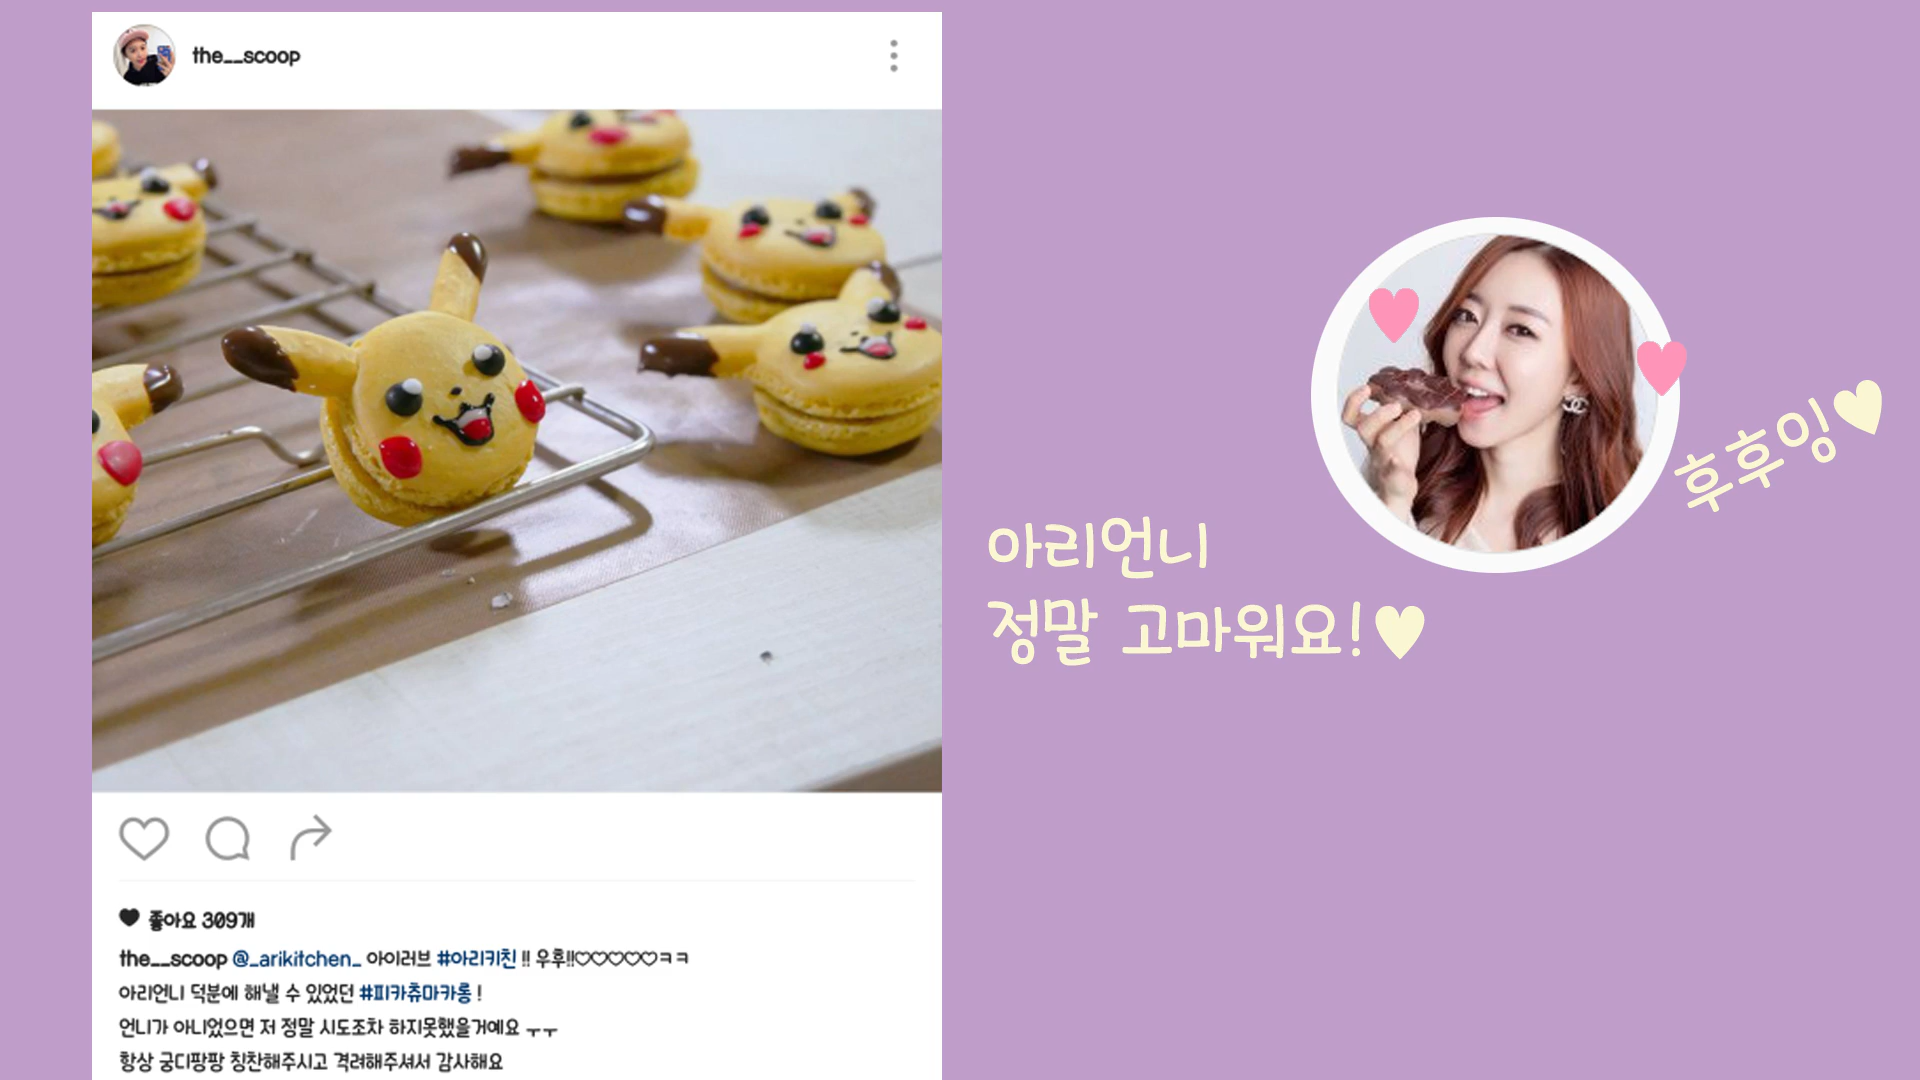 the__scoop
좋아요 309개
the__scoop @_arikitchen_ 아이러브 #아리키친 !! 우후!!♡♡♡♡♡ㅋㅋ
아리언니 덕분에 해낼 수 있었던 #피카츄마카롱 !
언니가 아니었으면 저 정말 시도조차 하지못했을거예요 ㅜㅜ
항상 궁디팡팡 칭찬해주시고 격려해주셔서 감사해요
후후잉♥
아리언니
정말 고마워요!♥